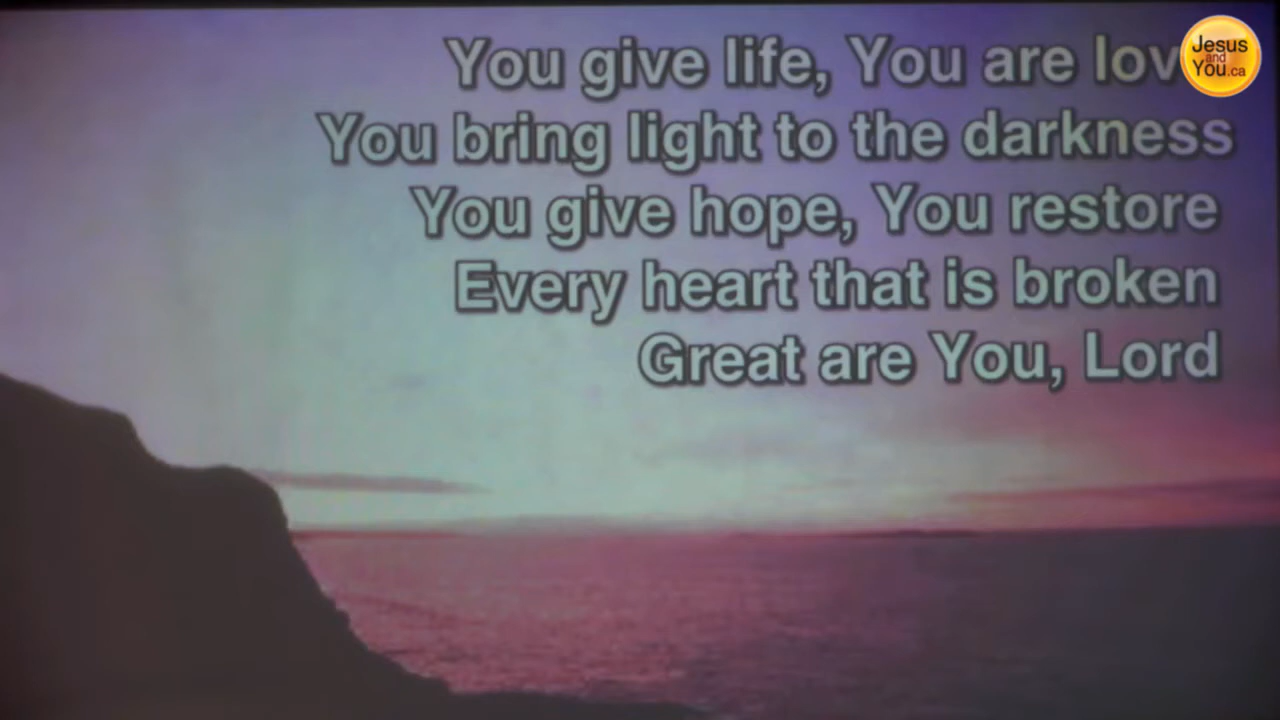 You give life, You are lov
You bring light to the darkness
You give hope, You restore
Every heart that is broken
Great are You, Lord
Jesus
and
You.ca